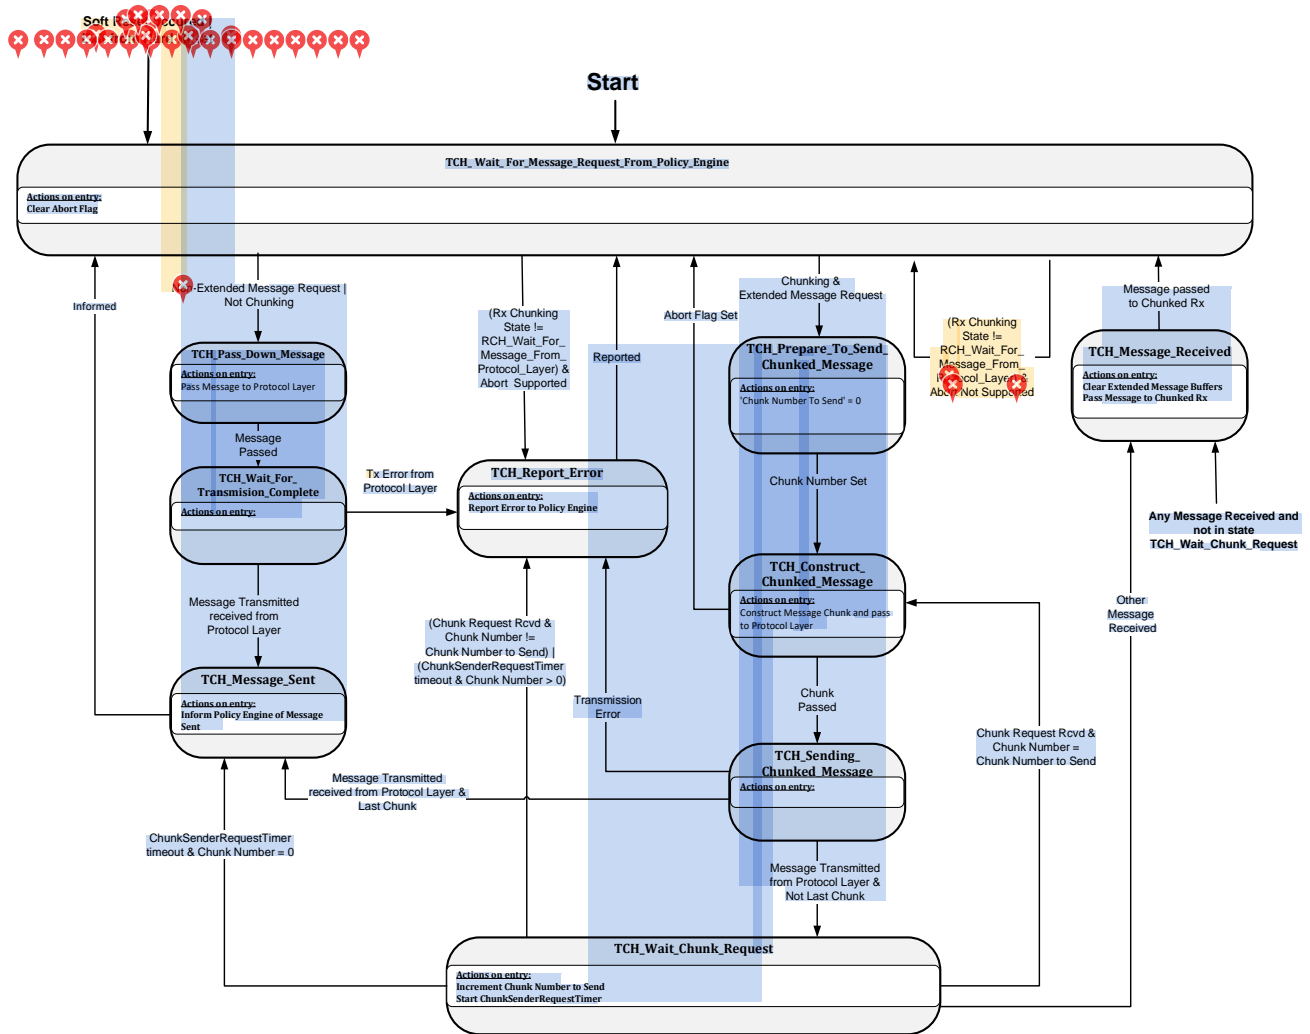 Soft
Start
TCH_ Wait_ For_Message_Request_From_Policy_Engine
Actions on entry:
Clear Abort Flag
Informed
Non-Extended Message Request |
Not Chunking
(Rx Chunking
State !=
RCH_Wait_For_
Message_From_
Protocol_Layer) &
Abort Supported
Reported
Abort Flag Set
Chunking &
Extended Message Request
(Rx Chunking
State !=
RCH_Wait_For_
Message_From_
Protocol_Layer) &
Abort Not Supported
Message passed
to Chunked Rx
TCH_Pass_Down_Message
Actions on entry:
Pass Message to Protocol Layer
TCH_Prepare_To_Send_
Chunked_Message
Actions on entry:
'Chunk Number To Send' = 0
TCH_Message_Received
Actions on entry:
Clear Extended Message Buffers
Pass Message to Chunked Rx
Message
Passed
TCH_Wait_For_
Transmision_Complete
Actions on entry:
Tx Error from
Protocol Layer
TCH_Report_Error
Actions on entry:
Report Error to Policy Engine
Chunk Number Set
Any Message Received and
not in state
TCH_Wait_Chunk_Request
TCH_Construct_
Chunked_Message
Actions on entry:
Construct Message Chunk and pass
to Protocol Layer
Message Transmitted
received from
Protocol Layer
(Chunk Request Rcvd &
Chunk Number !=
Chunk Number to Send) |
(ChunkSenderRequestTimer
timeout & Chunk Number > 0)
Other
Message
Received
TCH_Message_Sent
Actions on entry:
Inform Policy Engine of Message
Sent
Transmission
Error
Chunk
Passed
Chunk Request Rcvd &
Chunk Number =
Chunk Number to Send
TCH_Sending_
Chunked_Message
Actions on entry:
Message Transmitted
received from Protocol Layer &
Last Chunk
ChunkSenderRequestTimer
timeout & Chunk Number = 0
Message Transmitted
from Protocol Layer &
Not Last Chunk
TCH_Wait_Chunk_Request
Actions on entry:
Increment Chunk Number to Send
Start ChunkSenderRequestTimer